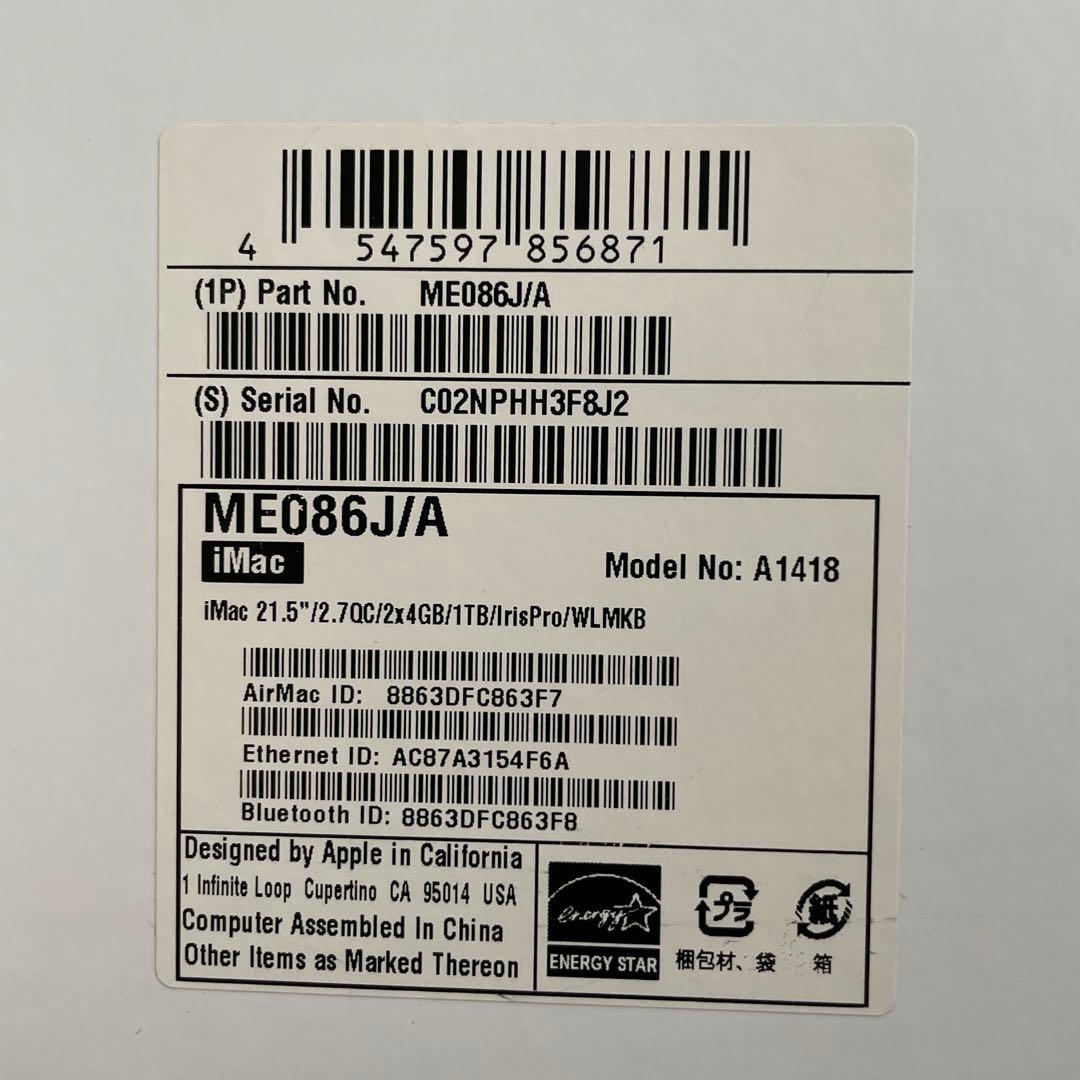 4 547597 856871
(1P) Part No. ME086J/A
(S) Serial No. C02NPHH3F8J2
ME086J/A
iMac
Model No: A1418
iMac 21.5"/2.7QC/2x4GB/1TB/IrisPro/WLMKB
AirMac ID: 8863DFC863F7
Ethernet ID: AC87A3154F6A
Bluetooth ID: 8863DFC863F8
Designed by Apple in California
1 Infinite Loop Cupertino CA 95014 USA
Computer Assembled In China
Other Items as Marked Thereon
energy
ENERGY STAR
プラ
梱包材、袋
紙
箱